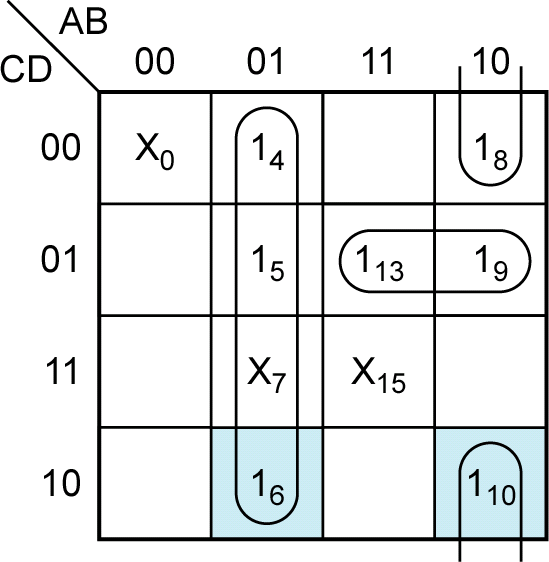 AB
CD
00 01 11 10
00 X₀ 1₄ 1₈
01 1₅ 1₁₃ 1₉
11 X₇ X₁₅
10 1₆ 1₁₀